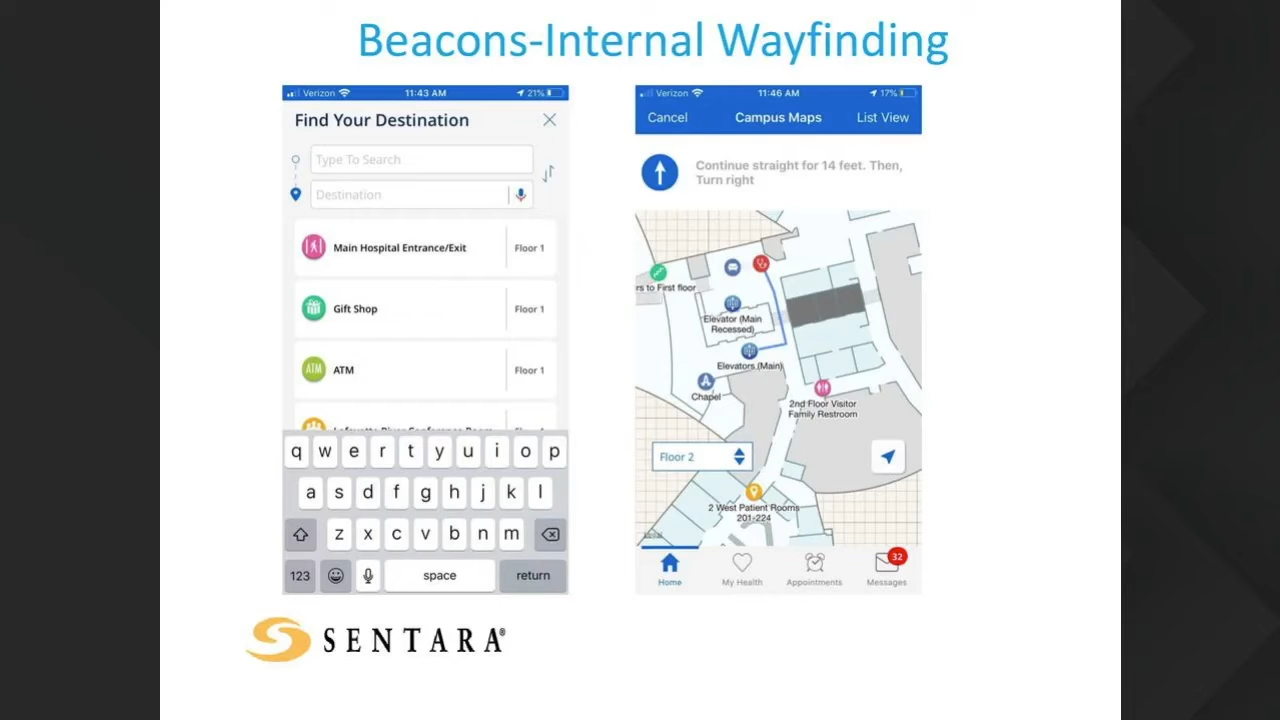 Beacons-Internal Wayfinding
Verizon 11:43 AM 21%
Find Your Destination
Type To Search
Destination
Main Hospital Entrance/Exit Floor 1
Gift Shop Floor 1
ATM ATM Floor 1
q w e r t y u i o p
a s d f g h j k l
z x c v b n m
123 space return
Verizon 11:46 AM 17%
Cancel Campus Maps List View
Continue straight for 14 feet. Then,
Turn right
rs to First floor
Elevator (Main
Recessed)
Elevators (Main)
Chapel
2nd Floor Visitor
Family Restroom
Floor 2
2 West Patient Rooms
201-224
Home My Health Appointments Messages
32
SENTARA®